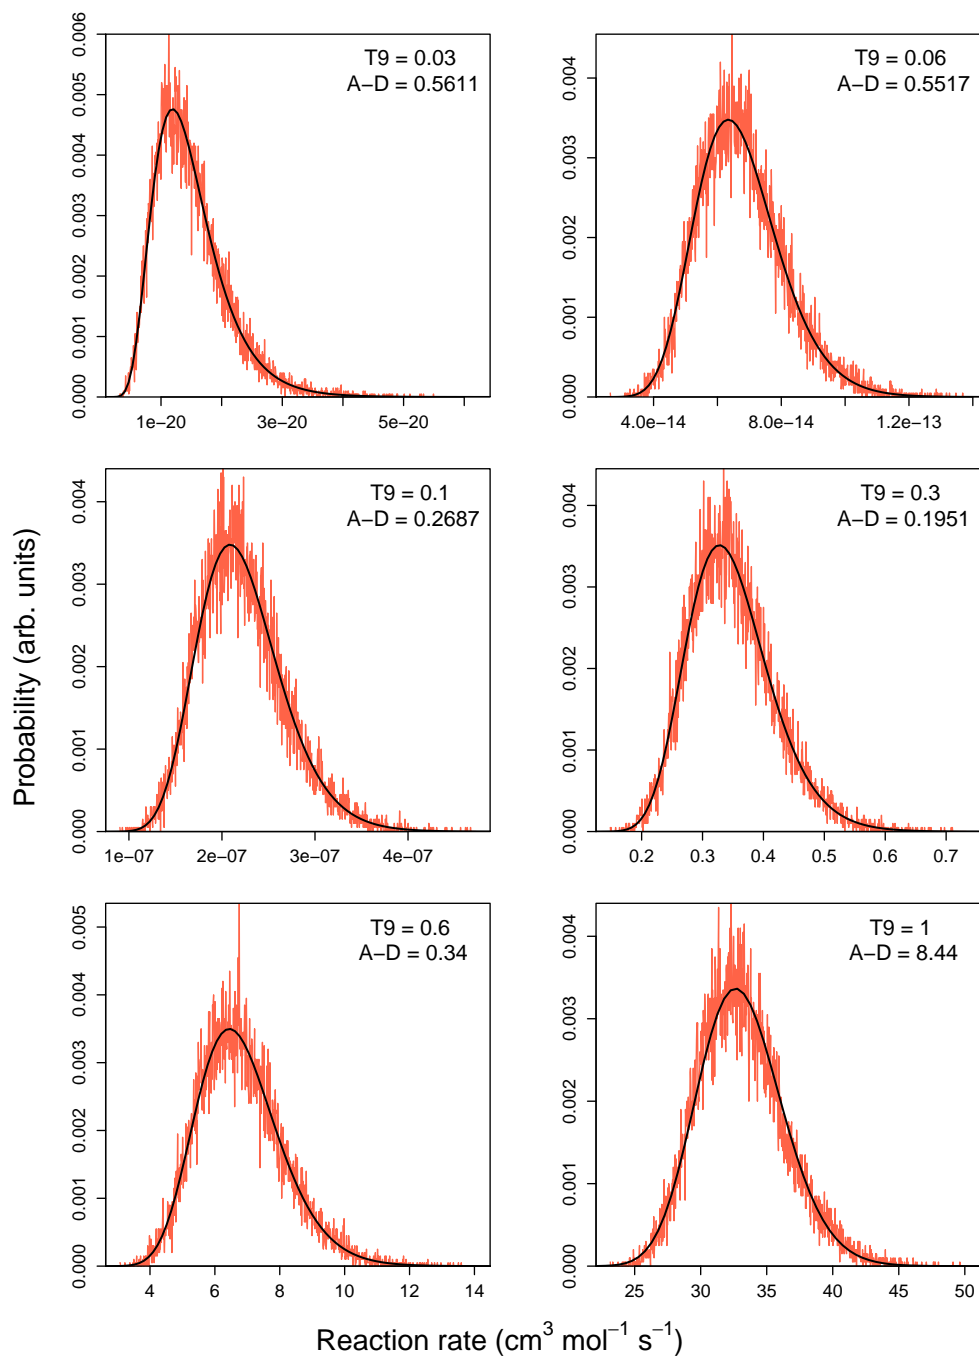 T9 = 0.03
A−D = 0.5611
0.000
0.001
0.002
0.003
0.004
0.005
0.006
1e−20
3e−20
5e−20
T9 = 0.06
A−D = 0.5517
0.000
0.001
0.002
0.003
0.004
4.0e−14
8.0e−14
1.2e−13
T9 = 0.1
A−D = 0.2687
0.000
0.001
0.002
0.003
0.004
1e−07
2e−07
3e−07
4e−07
T9 = 0.3
A−D = 0.1951
0.000
0.001
0.002
0.003
0.004
0.2
0.3
0.4
0.5
0.6
0.7
T9 = 0.6
A−D = 0.34
0.000
0.001
0.002
0.003
0.004
0.005
4
6
8
10
12
14
T9 = 1
A−D = 8.44
0.000
0.001
0.002
0.003
0.004
25
30
35
40
45
50
Probability (arb. units)
Reaction rate (cm³ mol⁻¹ s⁻¹)